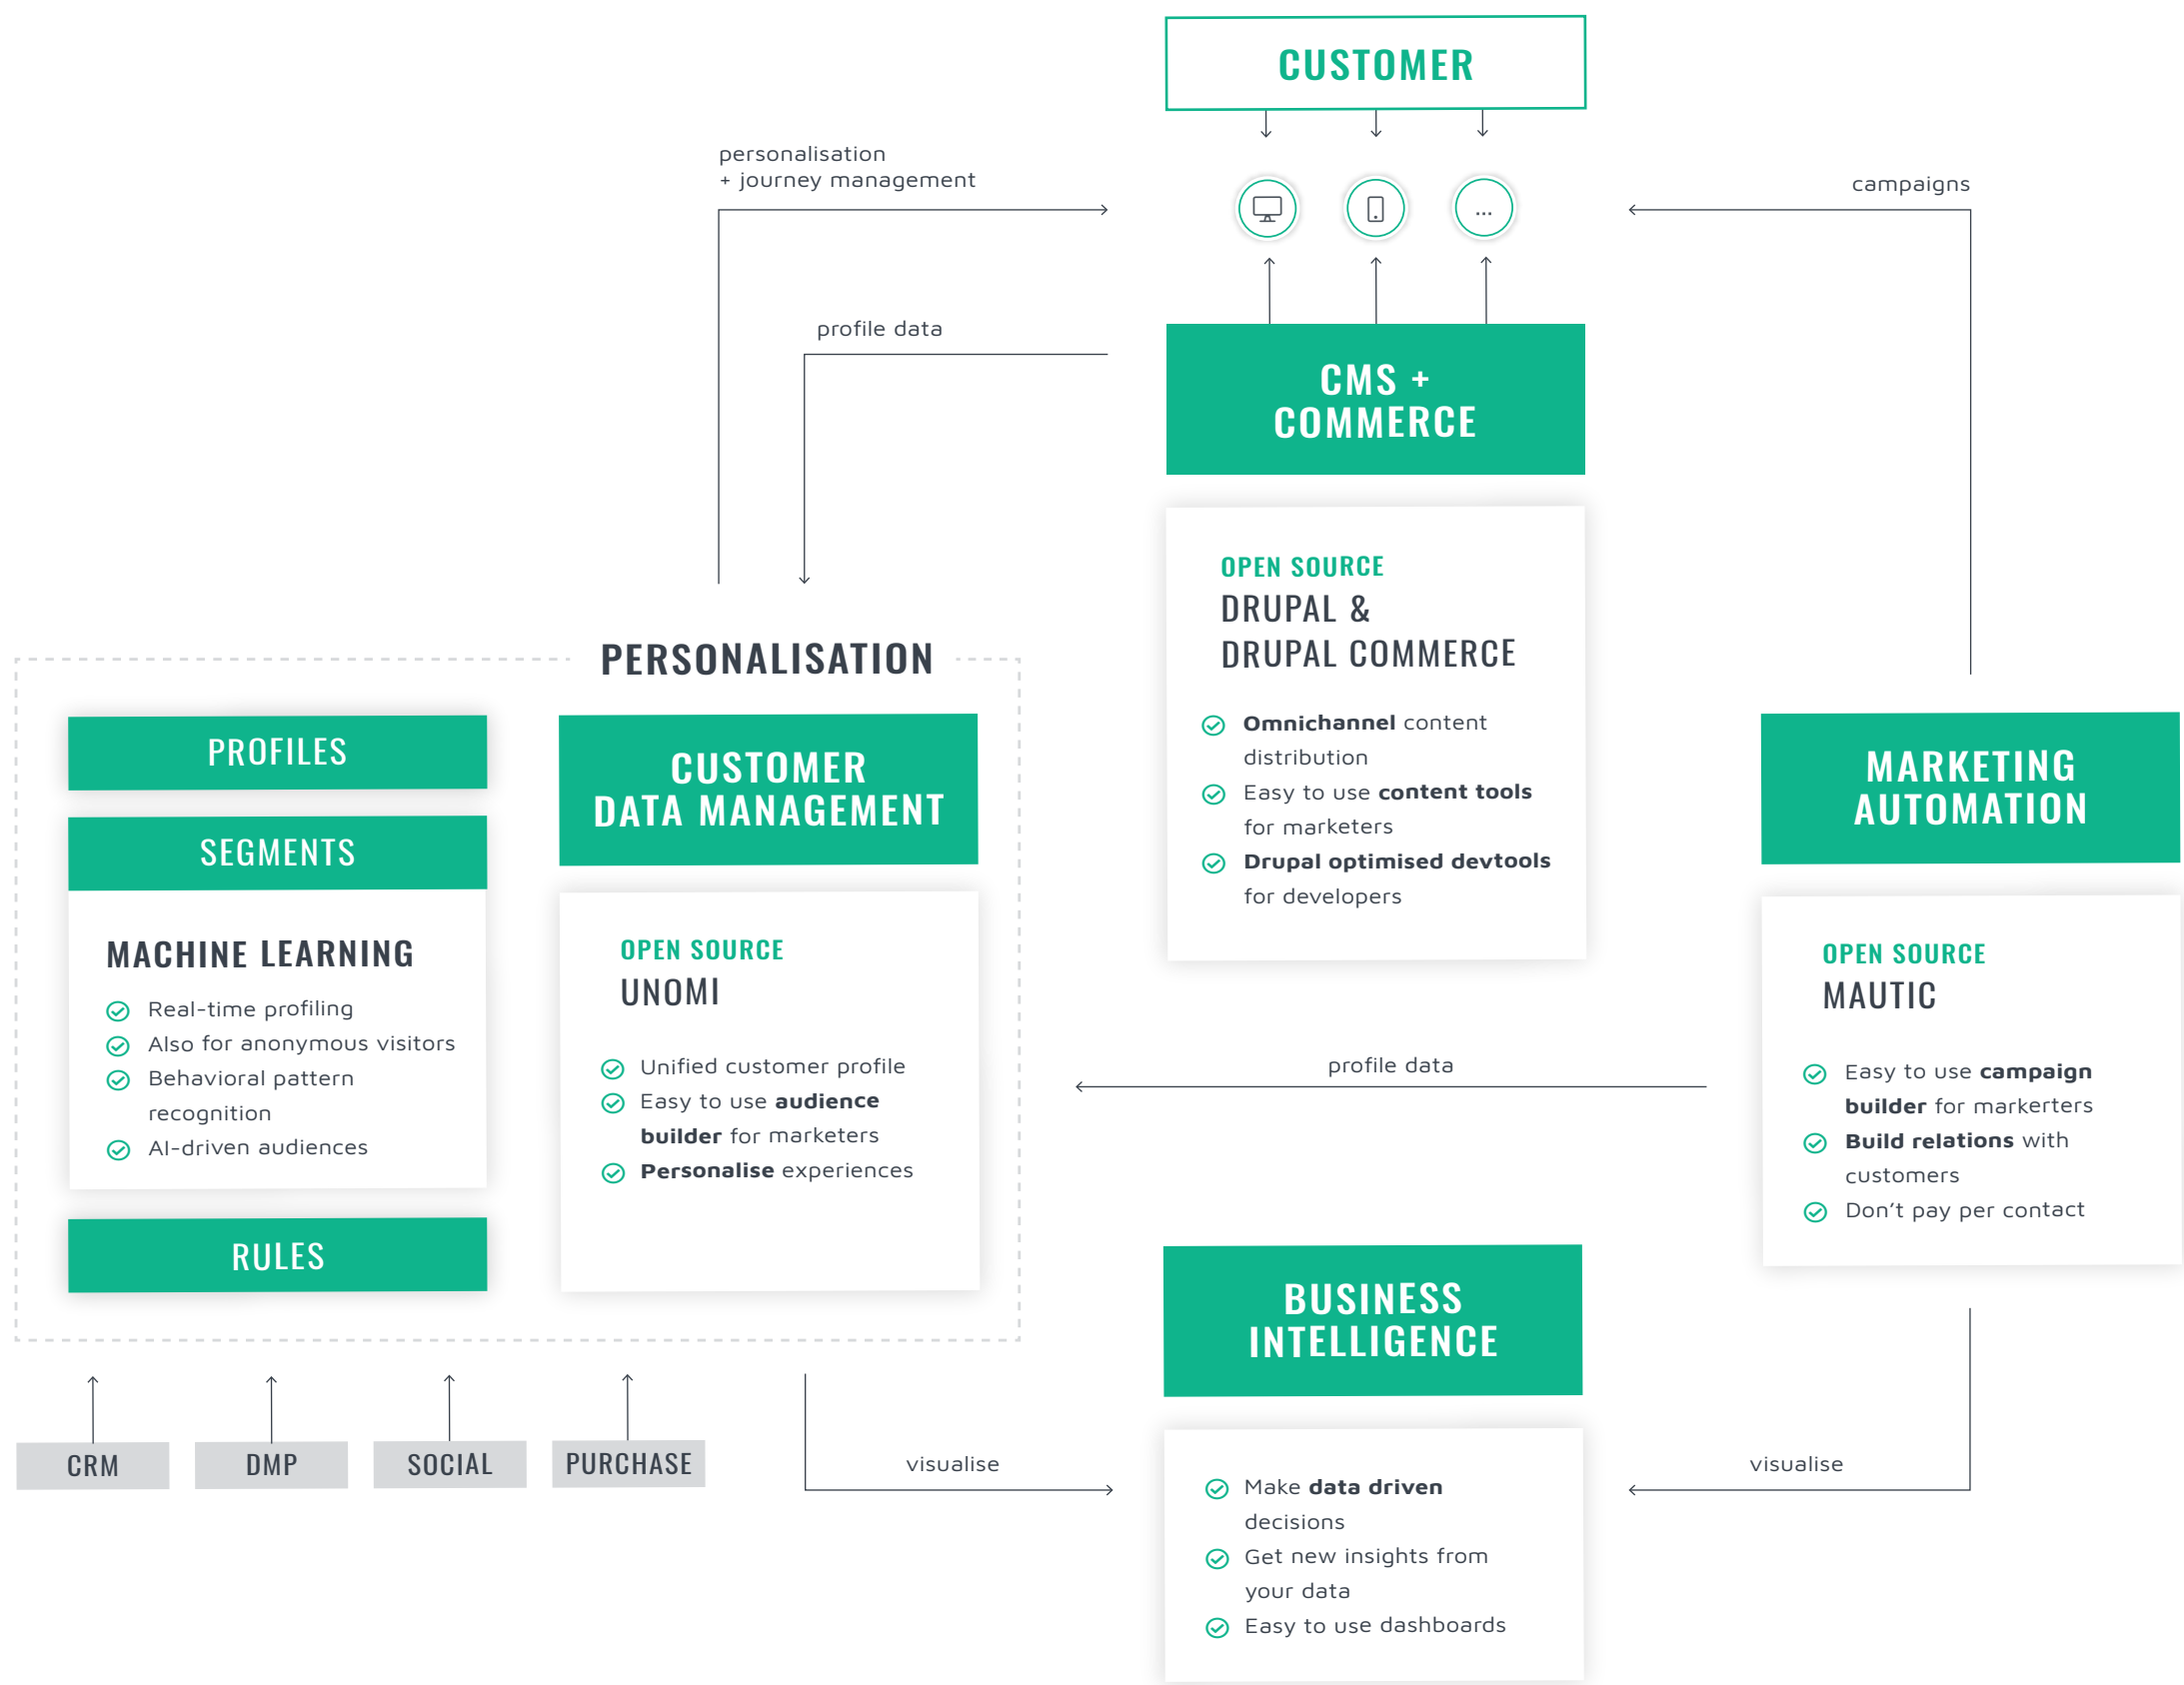 CUSTOMER
personalisation
+ journey management
campaigns
...
profile data
CMS +
COMMERCE
OPEN SOURCE
DRUPAL &
DRUPAL COMMERCE
Omnichannel content
distribution
Easy to use content tools
for marketers
Drupal optimised devtools
for developers
PERSONALISATION
PROFILES
SEGMENTS
MACHINE LEARNING
Real-time profiling
Also for anonymous visitors
Behavioral pattern
recognition
AI-driven audiences
RULES
CUSTOMER
DATA MANAGEMENT
OPEN SOURCE
UNOMI
Unified customer profile
Easy to use audience
builder for marketers
Personalise experiences
MARKETING
AUTOMATION
OPEN SOURCE
MAUTIC
Easy to use campaign
builder for markerters
Build relations with
customers
Don't pay per contact
profile data
BUSINESS
INTELLIGENCE
Make data driven
decisions
Get new insights from
your data
Easy to use dashboards
CRM
DMP
SOCIAL
PURCHASE
visualise
visualise